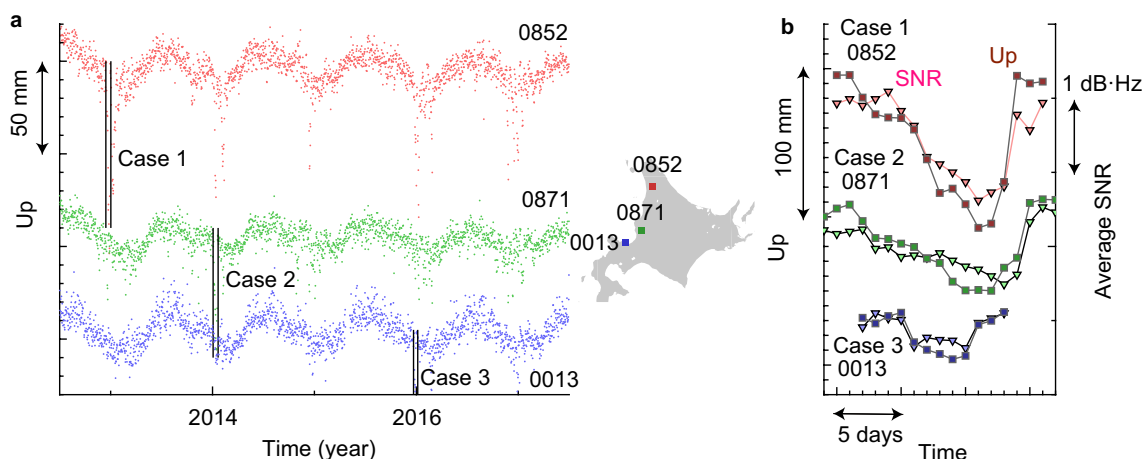 a
0852
50 mm
Case 1
0871
Case 2
Up
Case 3
0013
2014
2016
Time (year)
0852
0871
0013
b
Case 1
0852
Up
SNR
1 dB·Hz
100 mm
Case 2
0871
Up
Average SNR
Case 3
0013
5 days
Time